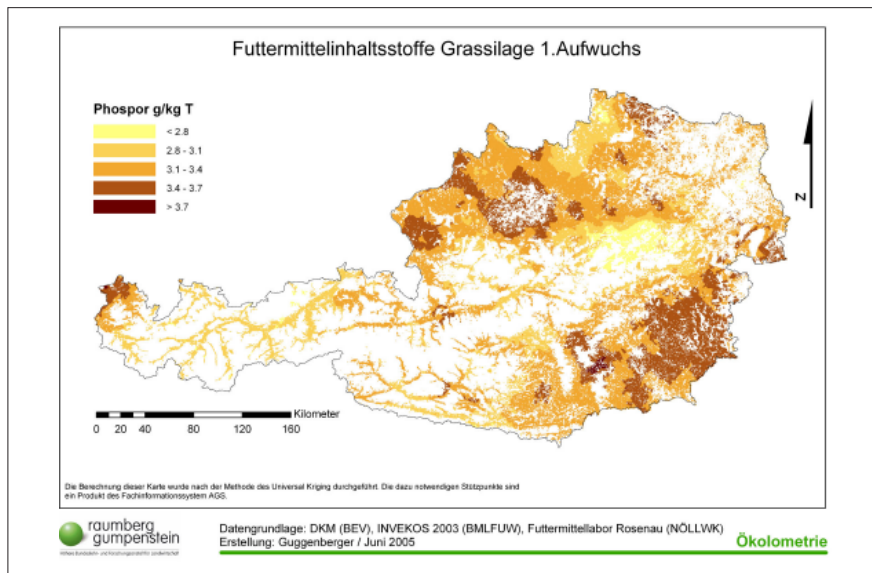 Futtermittelinhaltsstoffe Grassilage 1.Aufwuchs
Phospor g/kg T
< 2.8
2.8 - 3.1
3.1 - 3.4
3.4 - 3.7
> 3.7
N
Kilometer
0 20 40 80 120 160
Die Berechnung dieser Karte wurde nach der Methode des Universal Kriging durchgeführt. Die dazu notwendigen Stützpunkte sind
ein Produkt des Fachinformationssystem AGS.
raumberg
gumpenstein
Datengrundlage: DKM (BEV), INVEKOS 2003 (BMLFUW), Futtermittellabor Rosenau (NÖLLWK)
Erstellung: Guggenberger / Juni 2005
Ökolometrie